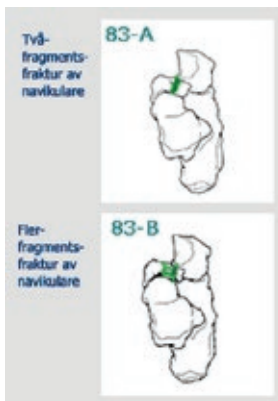 Två-
fragments-
fraktur av
navikulare
83-A
Fler-
fragments-
fraktur av
navikulare
83-B